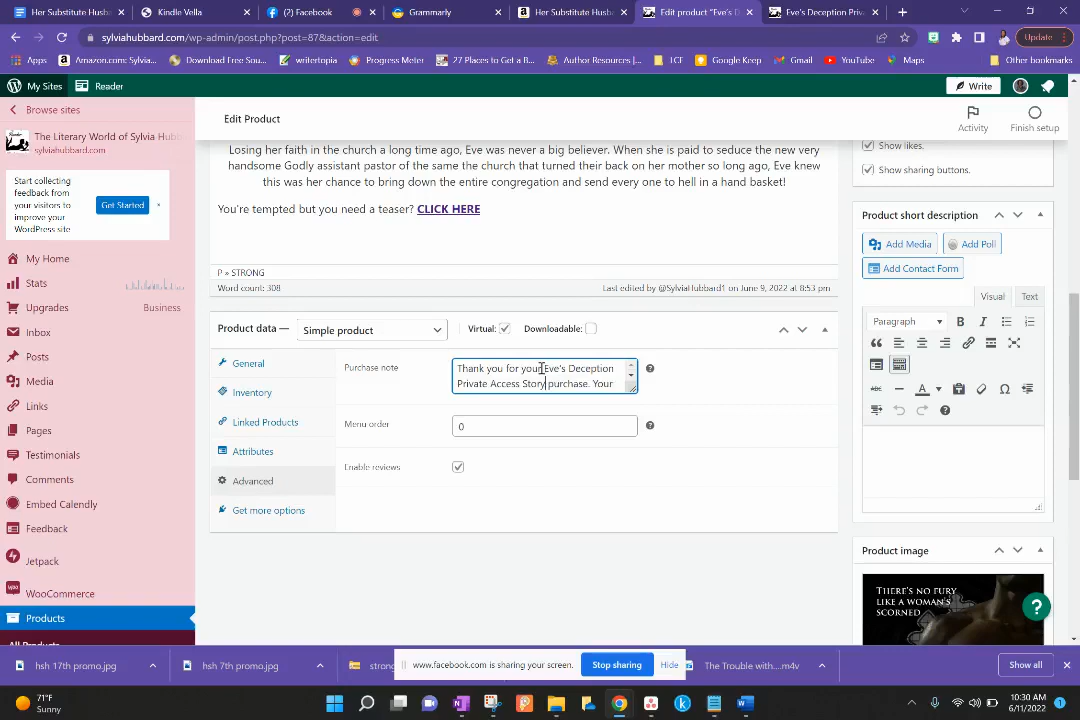 Her Substitute Husb
Kindle Vella
(2) Facebook
Grammarly
Her Substitute Husb
Edit product "Eve's D
Eve's Deception Priv
sylviahubbard.com/wp-admin/post.php?post=87&action=edit
Update
Apps
Amazon.com: Sylvia...
Download Free Sou...
writertopia
Progress Meter
27 Places to Get a B...
Author Resources |...
LCF
Google Keep
Gmail
YouTube
Maps
Other bookmarks
My Sites
Reader
Write
Browse sites
Edit Product
Activity
Finish setup
The Literary World of Sylvia Hubb
sylviahubbard.com
Start collecting
feedback from
your visitors to
improve your
WordPress site
Get Started
My Home
Stats
Upgrades
Business
Inbox
Posts
Media
Links
Pages
Testimonials
Comments
Embed Calendly
Feedback
Jetpack
WooCommerce
Products
All Products
Losing her faith in the church a long time ago, Eve was never a big believer. When she is paid to seduce the new very
handsome Godly assistant pastor of the same the church that turned their back on her mother so long ago, Eve knew
this was her chance to bring down the entire congregation and send every one to hell in a hand basket!
You're tempted but you need a teaser? CLICK HERE
P » STRONG
Word count: 308
Last edited by @SylviaHubbard1 on June 9, 2022 at 8:53 pm
Product data —
Simple product
Virtual:
Downloadable:
General
Inventory
Linked Products
Attributes
Advanced
Get more options
Purchase note
Thank you for your Eve's Deception
Private Access Story purchase. Your
Menu order
0
Enable reviews
Show likes.
Show sharing buttons.
Product short description
Add Media
Add Poll
Add Contact Form
Visual
Text
Paragraph
Product image
THERE'S NO FURY
LIKE A WOMAN'S
SCORNED
hsh 17th promo.jpg
hsh 7th promo.jpg
stron
www.facebook.com is sharing your screen.
Stop sharing
Hide
The Trouble with....m4v
Show all
71°F
Sunny
10:30 AM
6/11/2022